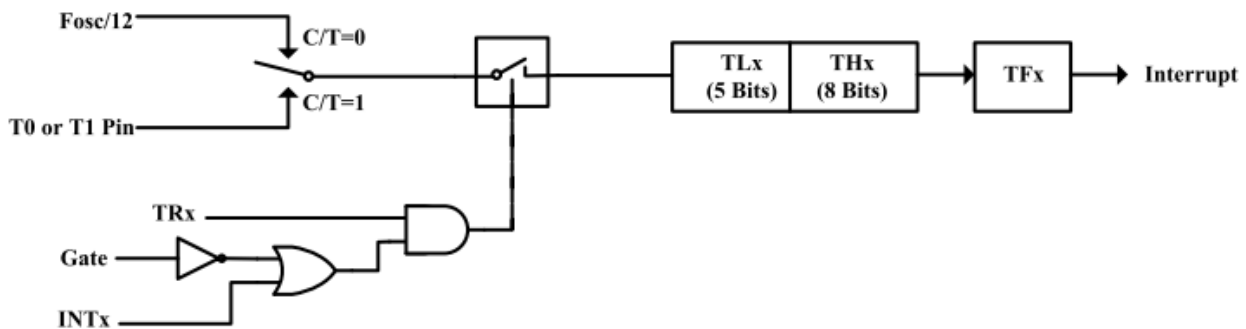 Fosc/12
C/T=0
C/T=1
T0 or T1 Pin
TLx
(5 Bits)
THx
(8 Bits)
TFx
Interrupt
TRx
Gate
INTx